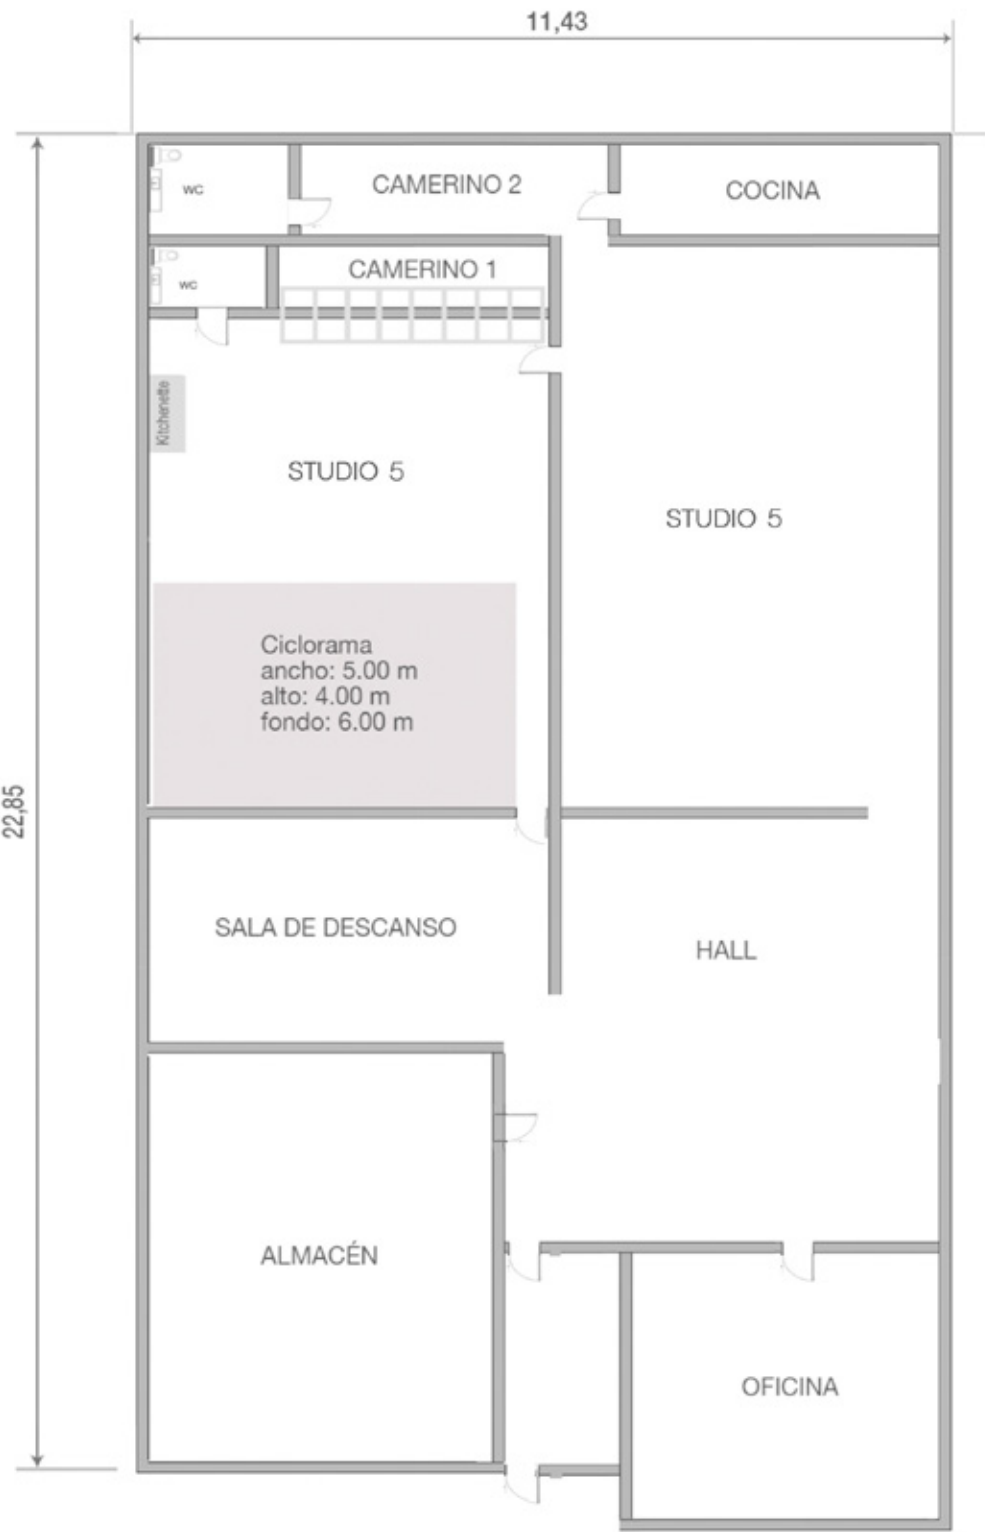 11,43
WC
CAMERINO 2
COCINA
WC
CAMERINO 1
Kitchenette
STUDIO 5
STUDIO 5
Ciclorama
ancho: 5.00 m
alto: 4.00 m
fondo: 6.00 m
22,85
SALA DE DESCANSO
HALL
ALMACÉN
OFICINA